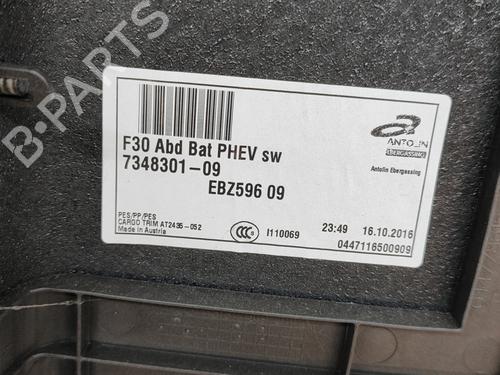 B-PARTS
F30 Abd Bat PHEV sw
7348301-09
EBZ596 09
ANTOLIN
EBERGASSING
Antolin Ebergassing
PES/PP/PES
CARGO TRIM AT2435-052
Made in Austria
CCC S
I110069
23:49 16.10.2016
0447116500909